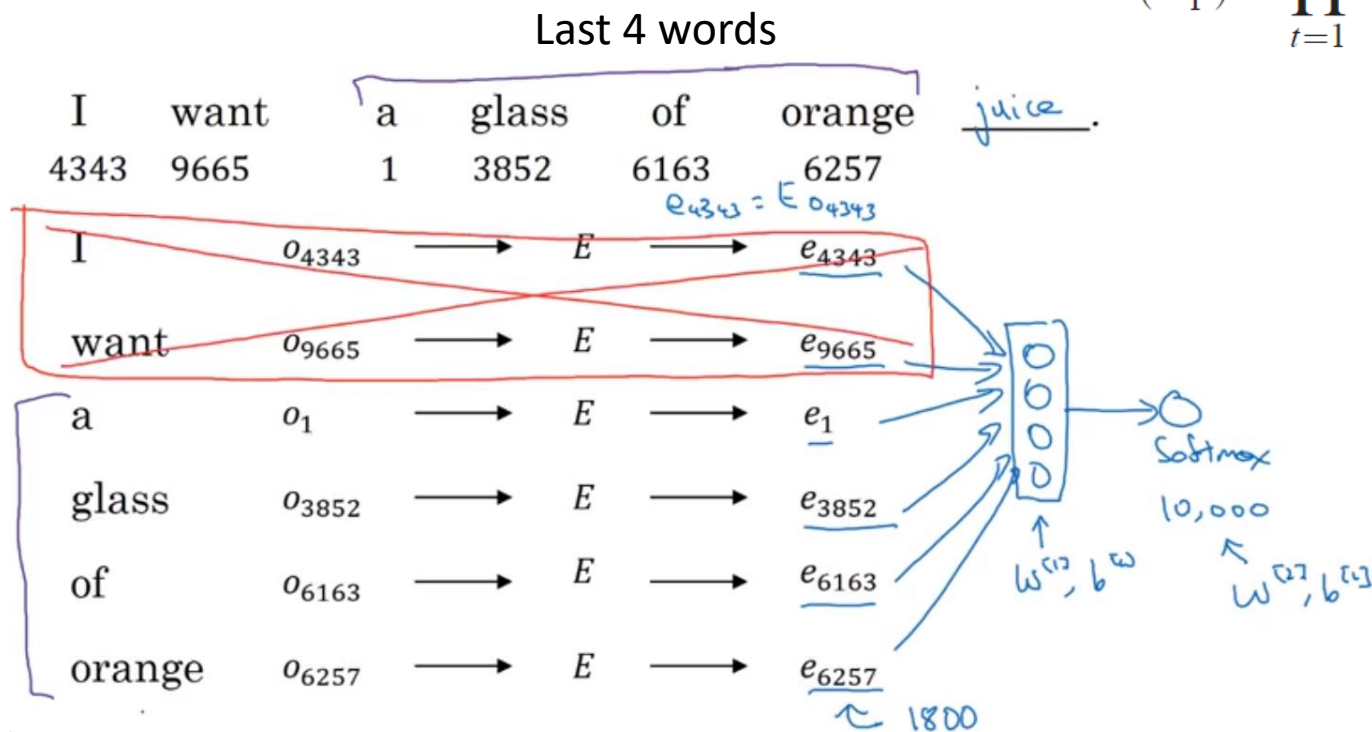 Last 4 words
t=1
I want a glass of orange juice.
4343 9665 1 3852 6163 6257
e4343 = E o4343
I o4343 → E → e4343
want o9665 → E → e9665
a o1 → E → e1
glass o3852 → E → e3852
of o6163 → E → e6163
orange o6257 → E → e6257
Softmax
10,000
W[1], b[1]
W[2], b[2]
1800